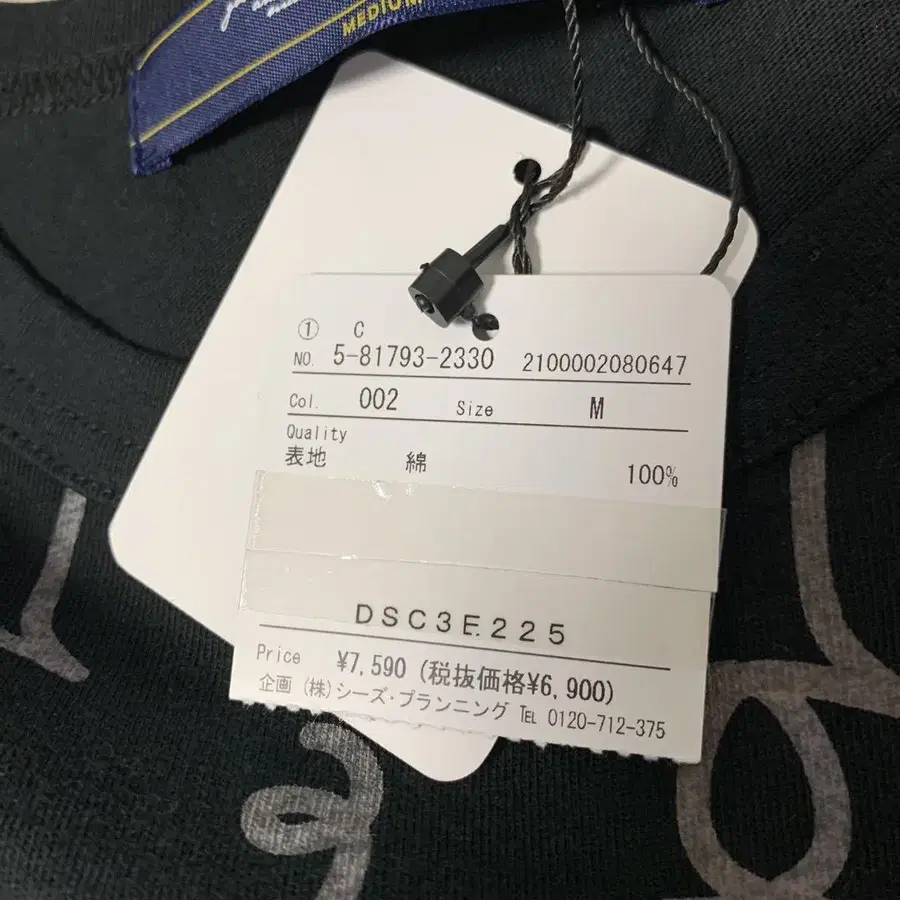 MEDIUM
① C
NO. 5-81793-2330 2100002080647
Col. 002 Size M
Quality
表地 綿 100%
DSC3E225
Price ¥7,590 (税抜価格¥6,900)
企画 (株)シーズ・プランニング TEL 0120-712-375